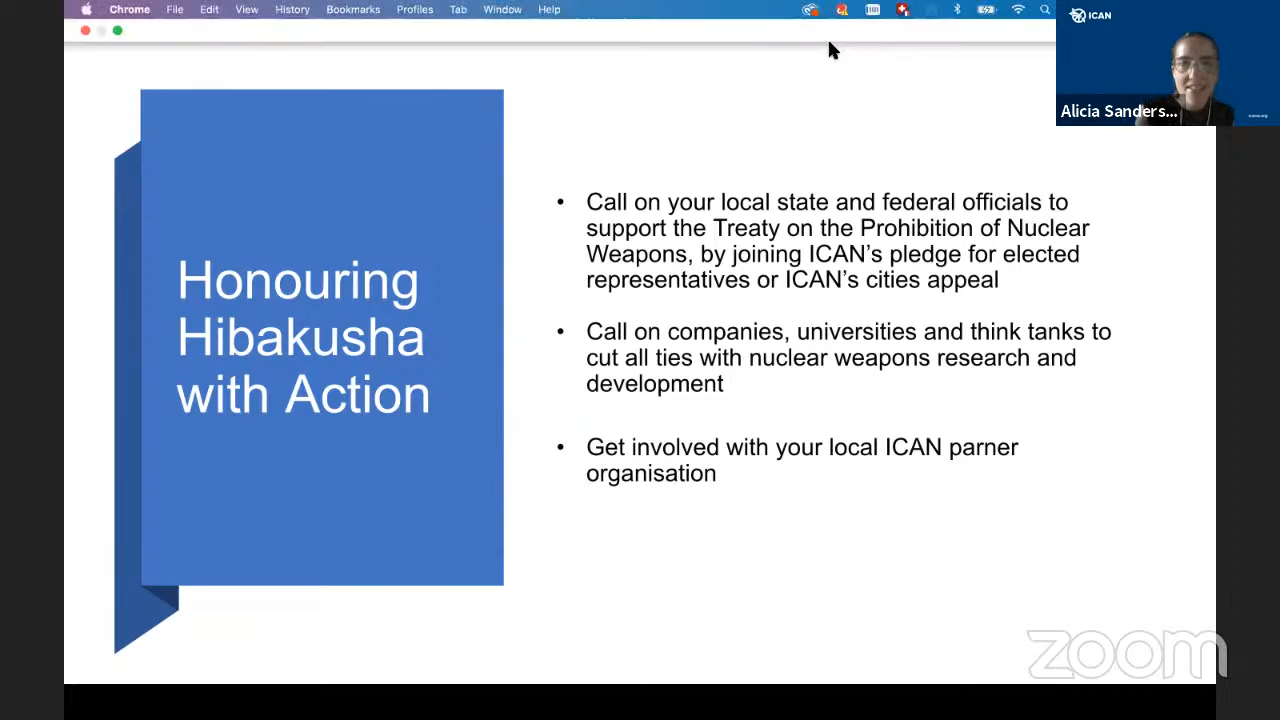 Chrome File Edit View History Bookmarks Profiles Tab Window Help
ICAN
Alicia Sanders...
Honouring
Hibakusha
with Action
• Call on your local state and federal officials to
support the Treaty on the Prohibition of Nuclear
Weapons, by joining ICAN’s pledge for elected
representatives or ICAN’s cities appeal
• Call on companies, universities and think tanks to
cut all ties with nuclear weapons research and
development
• Get involved with your local ICAN parner
organisation
zoom